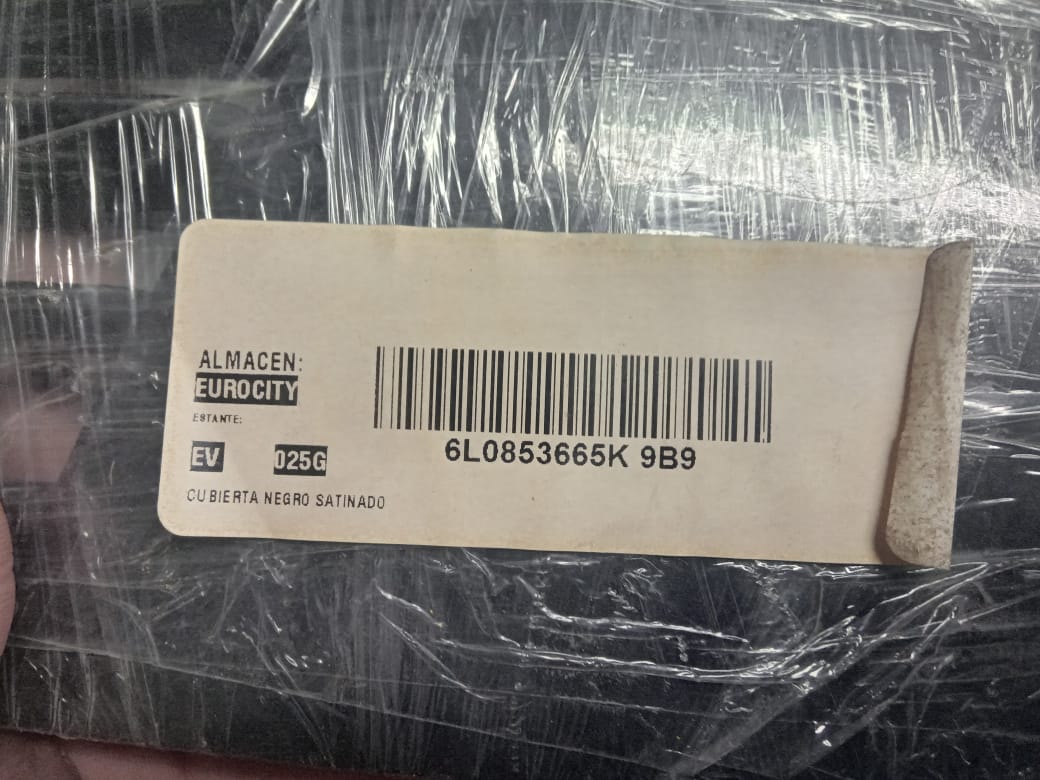 ALMACEN:
EUROCITY
ESTANTE:
EV 025G
6L0853665K 9B9
CUBIERTA NEGRO SATINADO